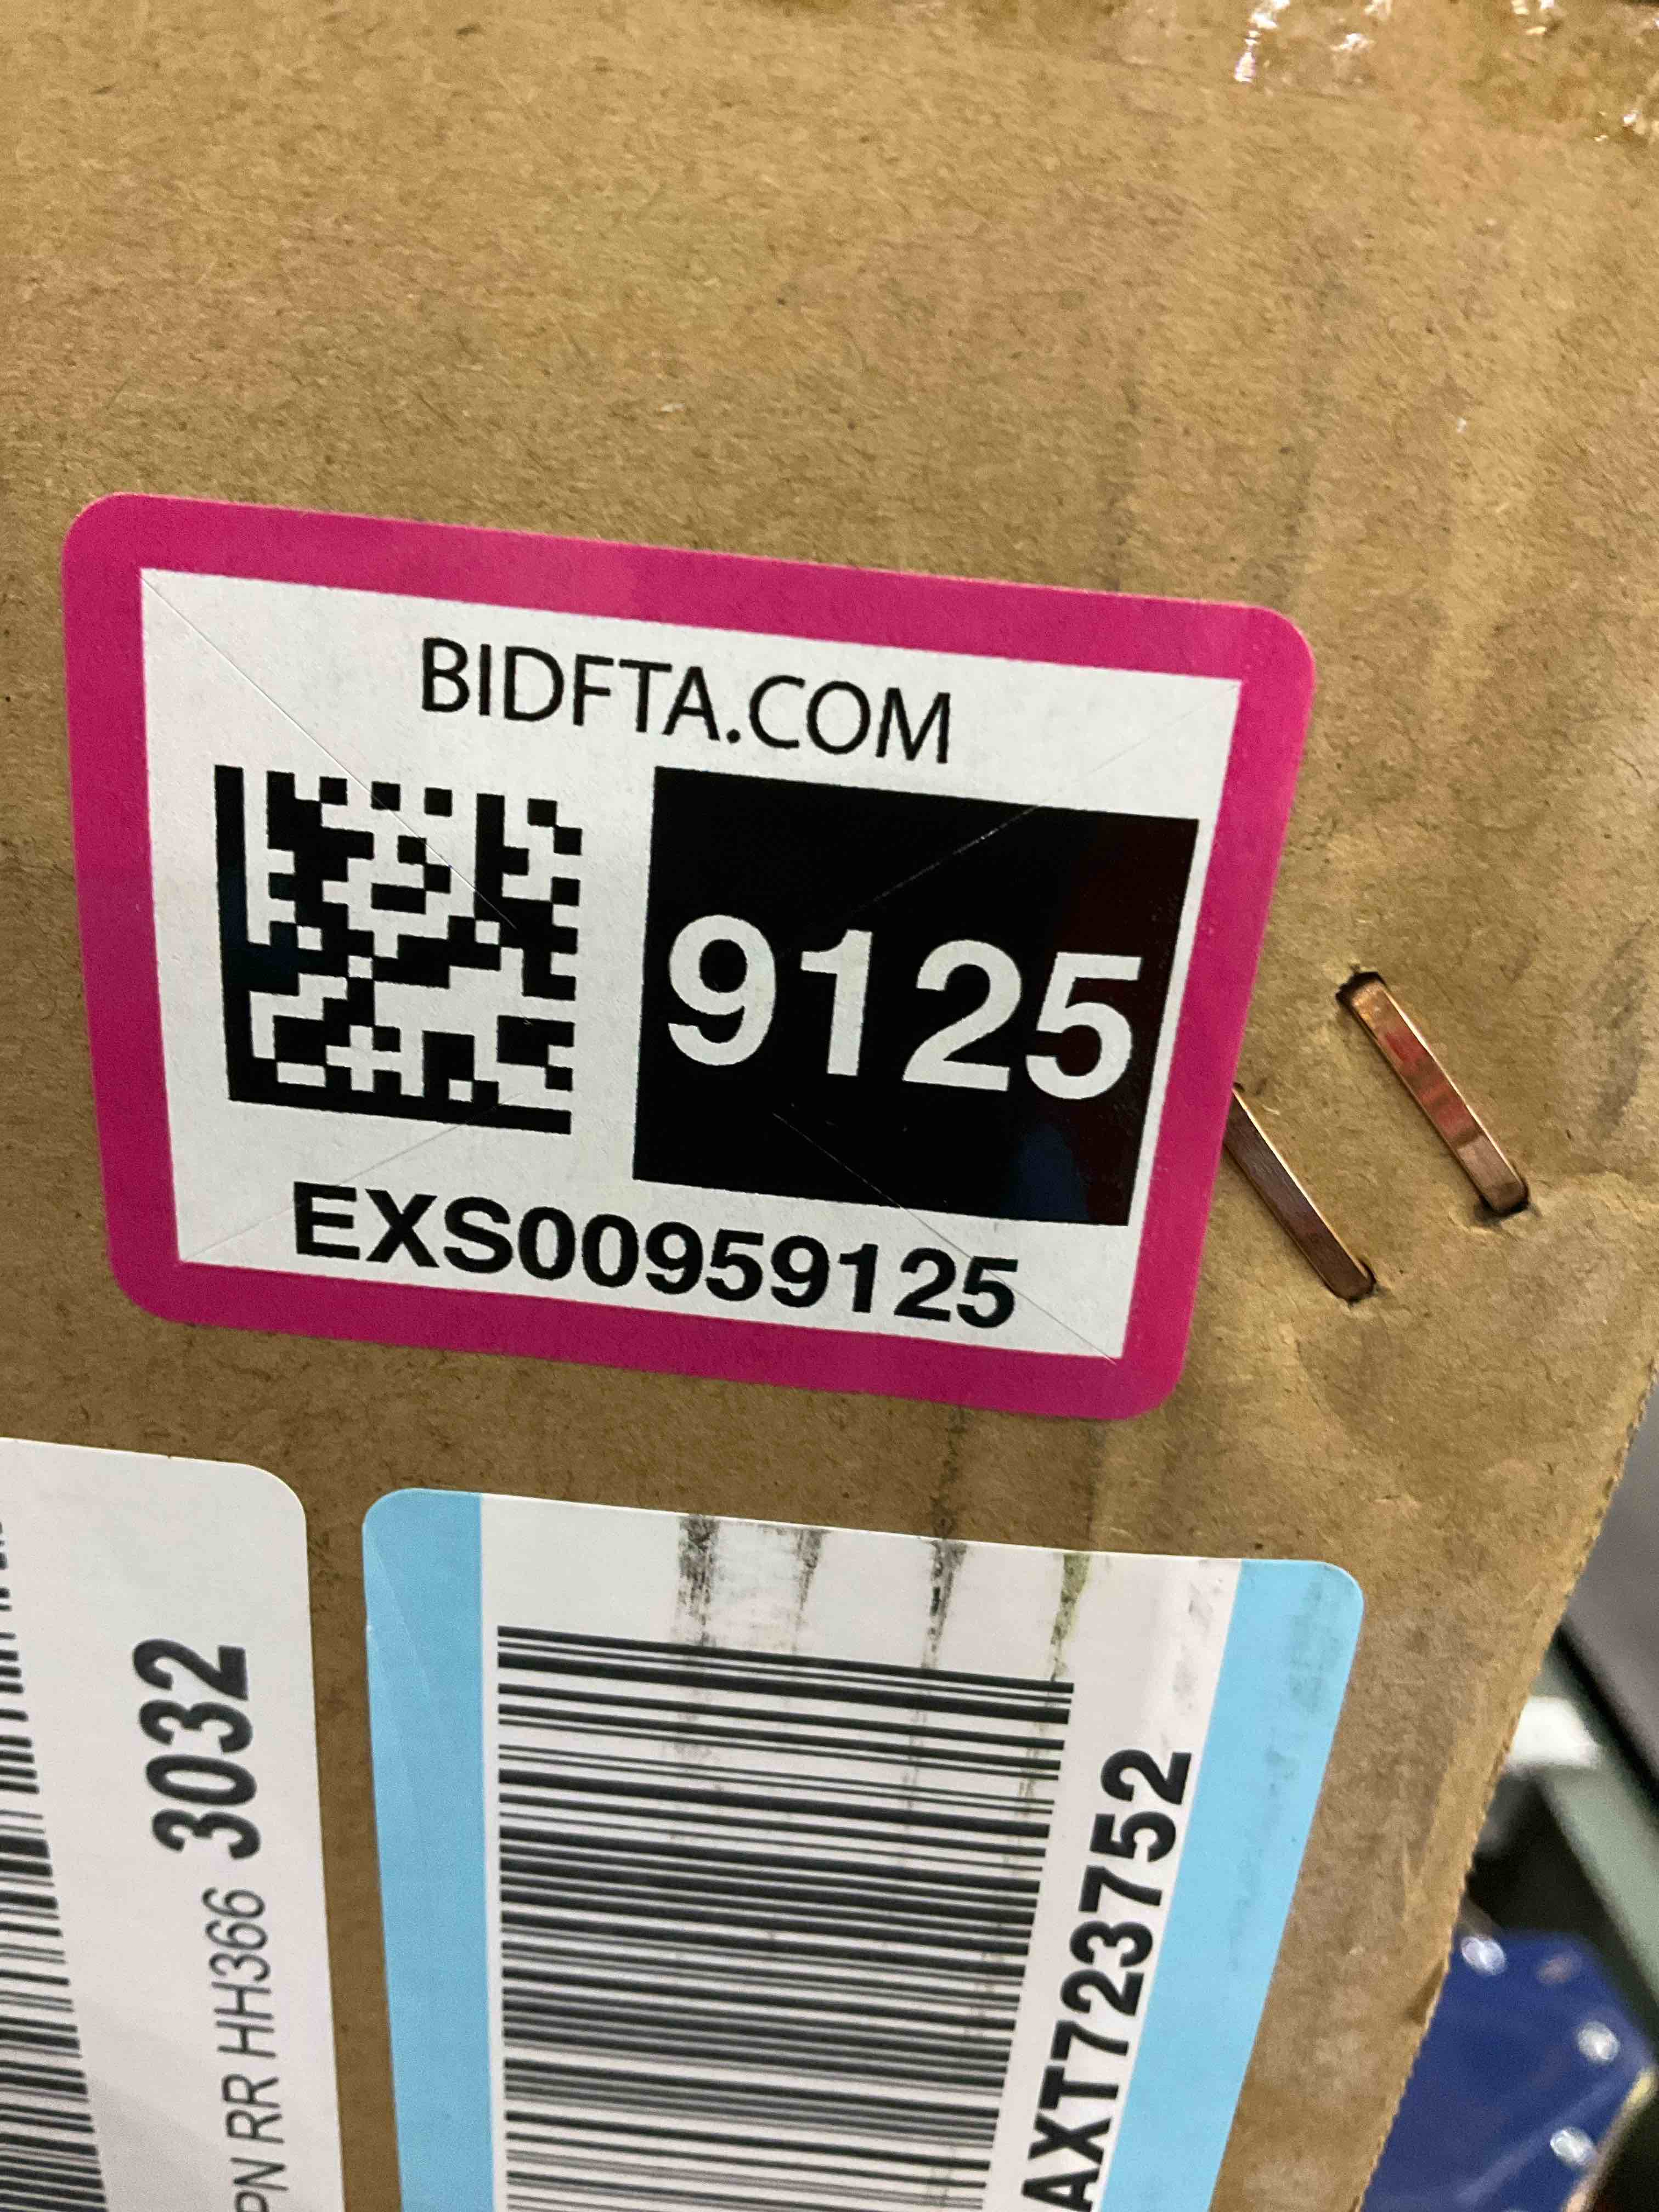 BIDFTA.COM
9125
EXS00959125
PN RR HH366 3032
AXT723752